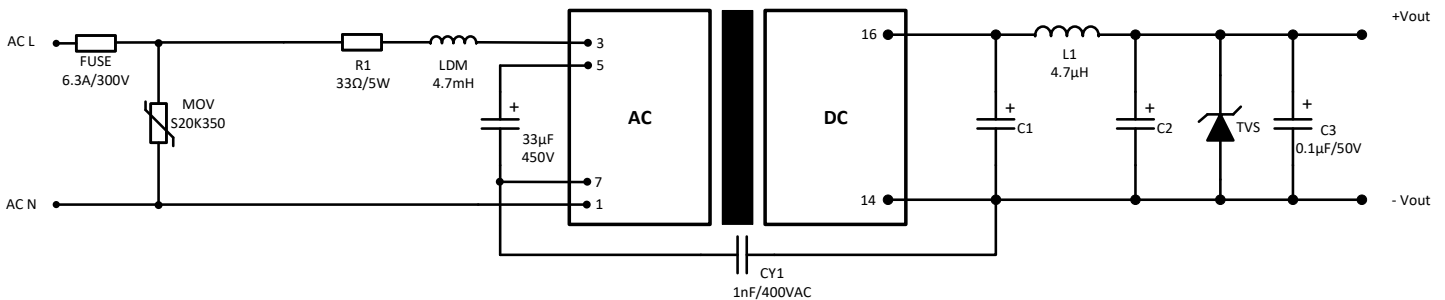 AC L
FUSE
6.3A/300V
MOV
S20K350
AC N
R1
33Ω/5W
LDM
4.7mH
+
33µF
450V
3
5
7
1
AC
DC
16
14
CY1
1nF/400VAC
+
C1
L1
4.7µH
+
C2
TVS
+
C3
0.1µF/50V
+Vout
- Vout